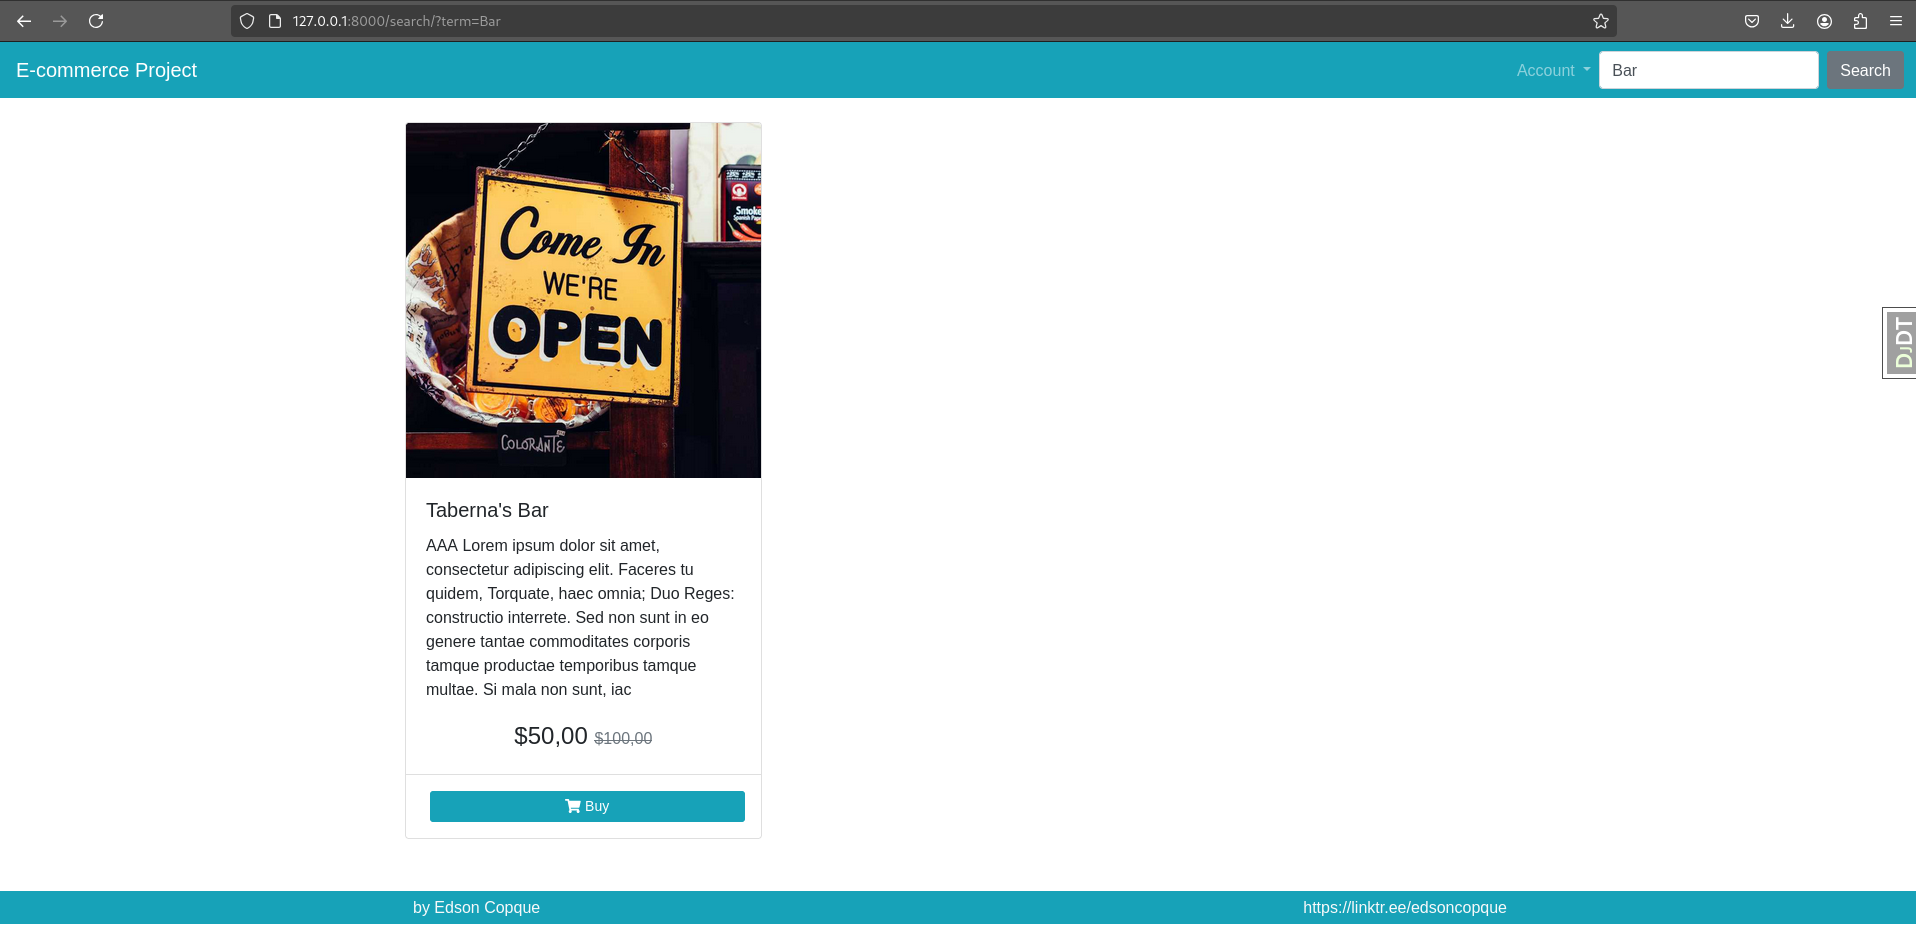 127.0.0.1:8000/search/?term=Bar
E-commerce Project
Account
Bar
Search
Come In
WE'RE
OPEN
Smoke
COLORANTE
DjDT
Taberna's Bar
AAA Lorem ipsum dolor sit amet,
consectetur adipiscing elit. Faceres tu
quidem, Torquate, haec omnia; Duo Reges:
constructio interrete. Sed non sunt in eo
genere tantae commoditates corporis
tamque productae temporibus tamque
multae. Si mala non sunt, iac
$50,00 $100,00
Buy
by Edson Copque
https://linktr.ee/edsoncopque